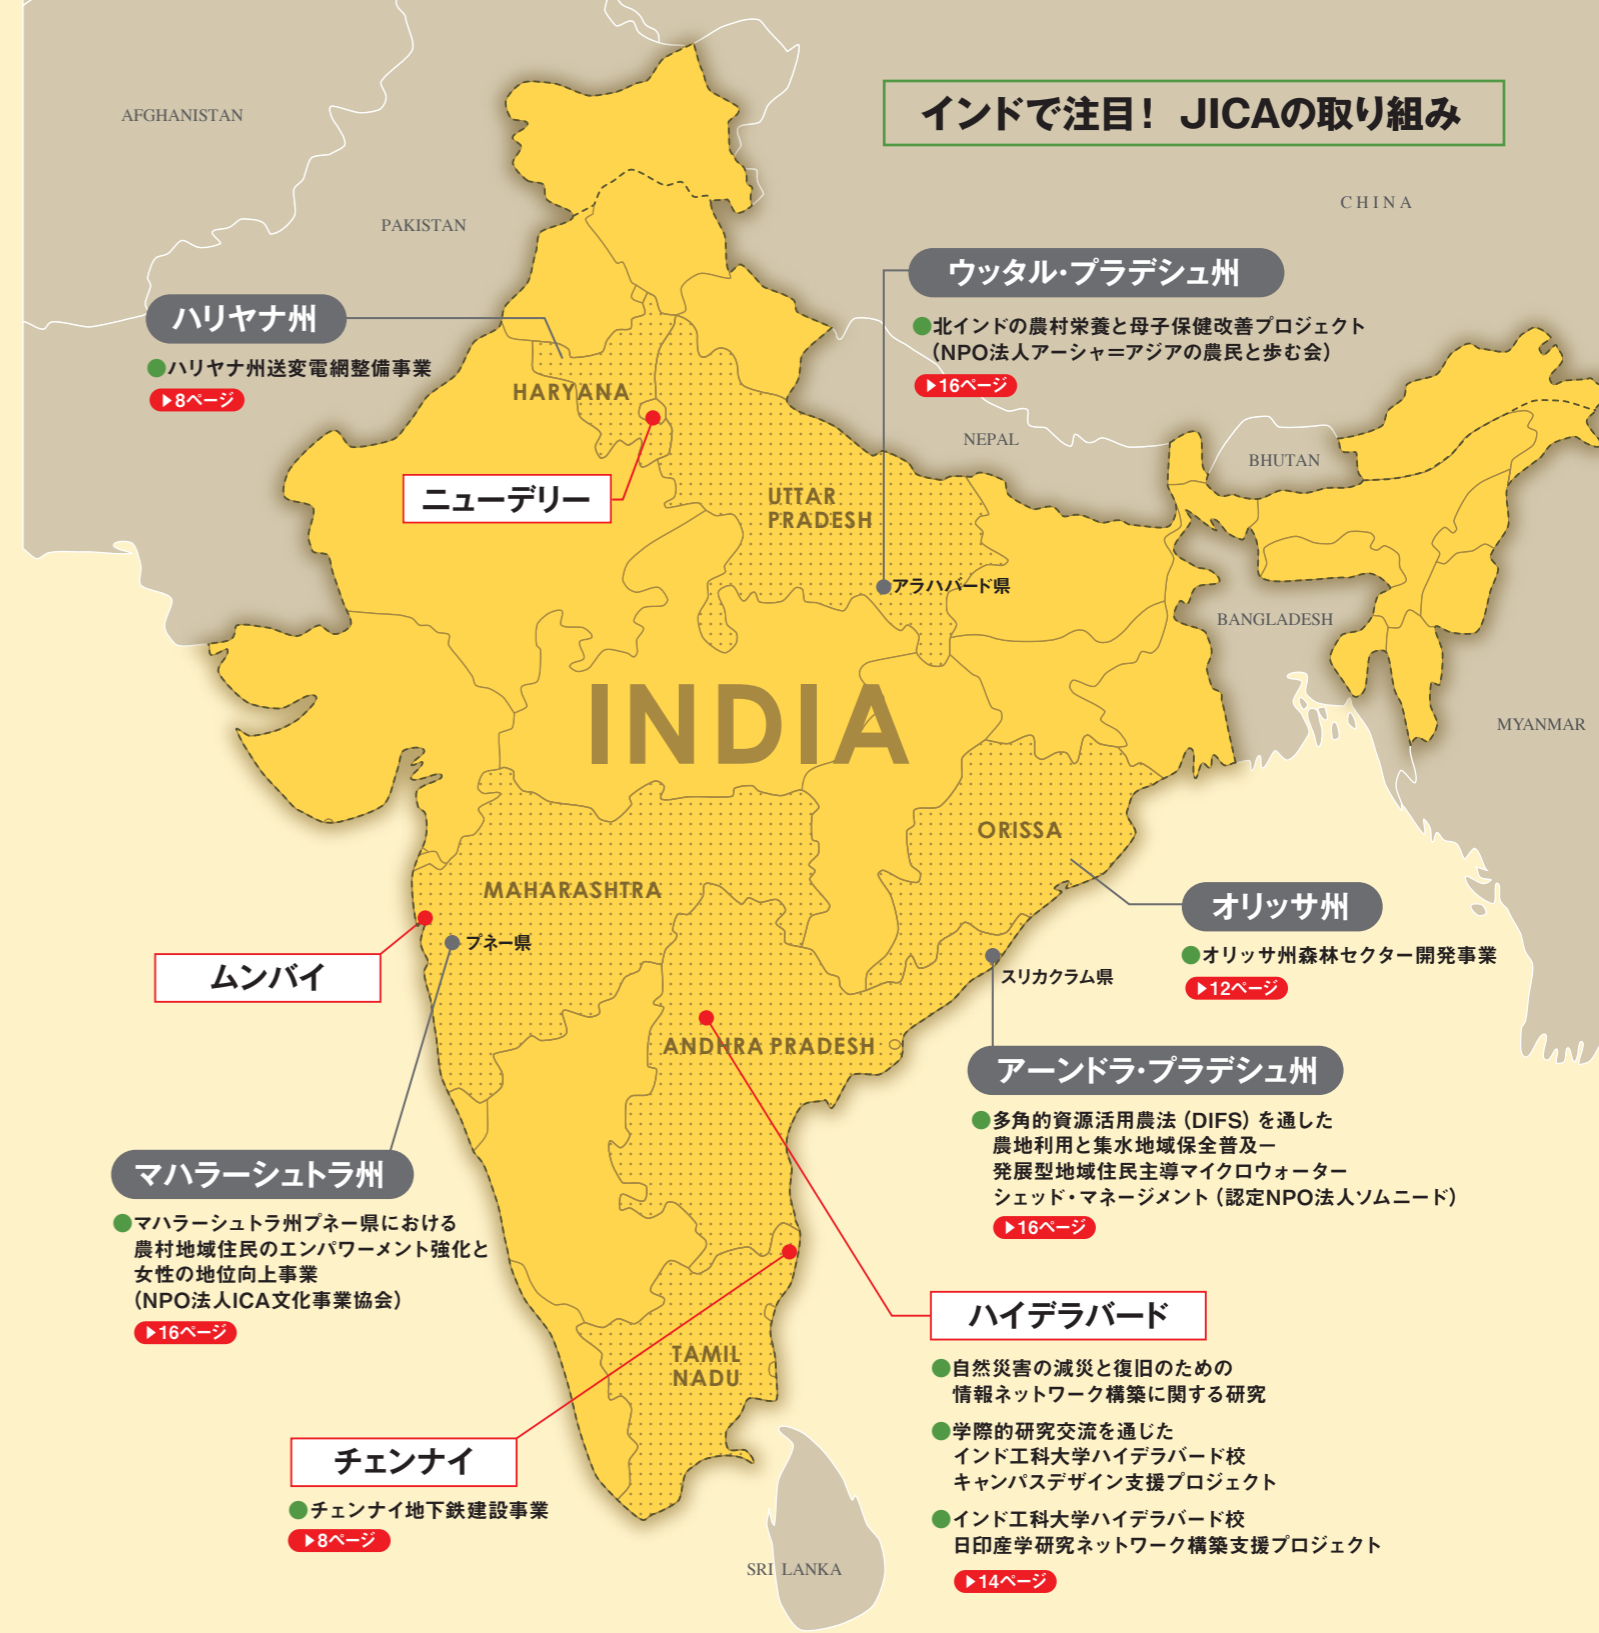 インドで注目！ JICAの取り組み
AFGHANISTAN
PAKISTAN
CHINA
NEPAL
BHUTAN
BANGLADESH
MYANMAR
SRI LANKA
INDIA
HARYANA
UTTAR
PRADESH
ORISSA
MAHARASHTRA
ANDHRA PRADESH
TAMIL
NADU
ハリヤナ州
●ハリヤナ州送変電網整備事業
▶8ページ
ニューデリー
ウッタル・プラデシュ州
●北インドの農村栄養と母子保健改善プロジェクト
（NPO法人アーシャ＝アジアの農民と歩む会）
▶16ページ
アラハバード県
オリッサ州
●オリッサ州森林セクター開発事業
▶12ページ
スリカクラム県
アーンドラ・プラデシュ州
●多角的資源活用農法（DIFS）を通した
農地利用と集水地域保全普及ー
発展型地域住民主導マイクロウォーター
シェッド・マネージメント（認定NPO法人ソムニード）
▶16ページ
ムンバイ
プネー県
マハラーシュトラ州
●マハラーシュトラ州プネー県における
農村地域住民のエンパワーメント強化と
女性の地位向上事業
（NPO法人ICA文化事業協会）
▶16ページ
チェンナイ
●チェンナイ地下鉄建設事業
▶8ページ
ハイデラバード
●自然災害の減災と復旧のための
情報ネットワーク構築に関する研究
●学際的研究交流を通じた
インド工科大学ハイデラバード校
キャンパスデザイン支援プロジェクト
●インド工科大学ハイデラバード校
日印産学研究ネットワーク構築支援プロジェクト
▶14ページ